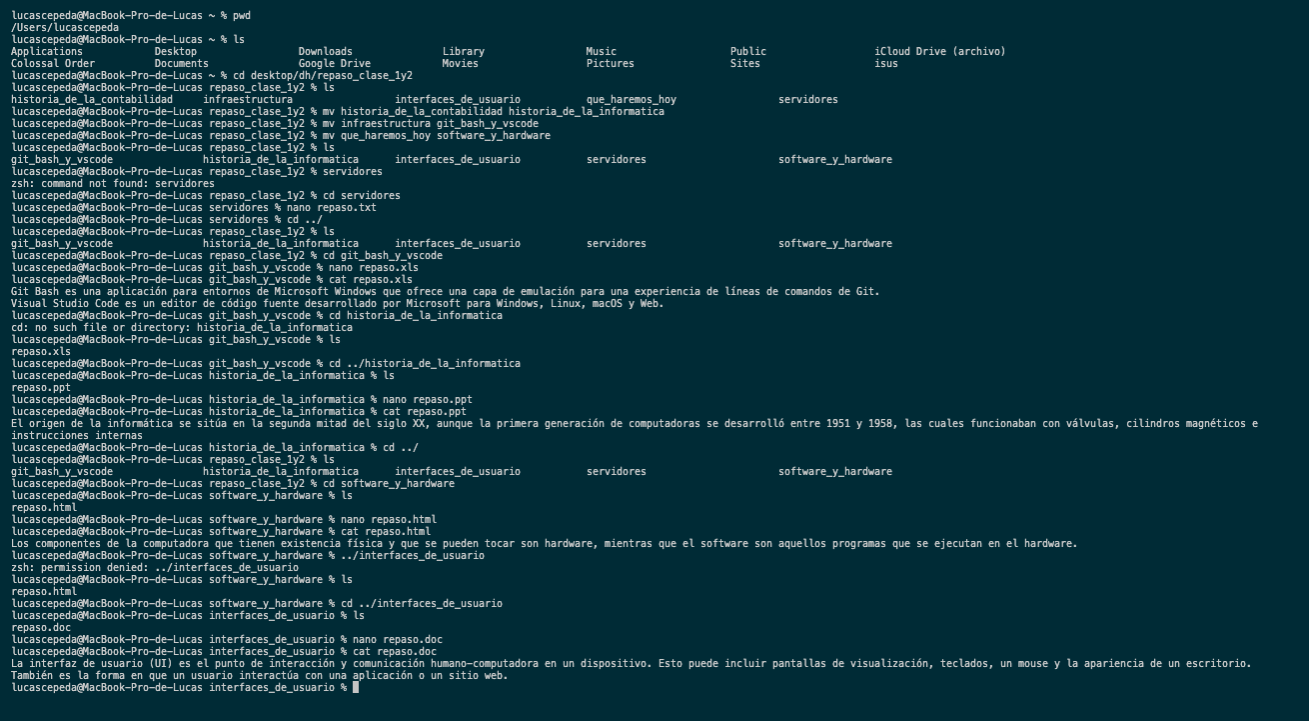 lucascepeda@MacBook-Pro-de-Lucas ~ % pwd
/Users/lucascepeda
lucascepeda@MacBook-Pro-de-Lucas ~ % ls
Applications Desktop Downloads Library Music Public iCloud Drive (archivo)
Colossal Order Documents Google Drive Movies Pictures Sites isus
lucascepeda@MacBook-Pro-de-Lucas ~ % cd desktop/dh/repaso_clase_1y2
lucascepeda@MacBook-Pro-de-Lucas repaso_clase_1y2 % ls
historia_de_la_contabilidad infraestructura interfaces_de_usuario que_haremos_hoy servidores
lucascepeda@MacBook-Pro-de-Lucas repaso_clase_1y2 % mv historia_de_la_contabilidad historia_de_la_informatica
lucascepeda@MacBook-Pro-de-Lucas repaso_clase_1y2 % mv infraestructura git_bash_y_vscode
lucascepeda@MacBook-Pro-de-Lucas repaso_clase_1y2 % mv que_haremos_hoy software_y_hardware
lucascepeda@MacBook-Pro-de-Lucas repaso_clase_1y2 % ls
git_bash_y_vscode historia_de_la_informatica interfaces_de_usuario servidores software_y_hardware
lucascepeda@MacBook-Pro-de-Lucas repaso_clase_1y2 % servidores
zsh: command not found: servidores
lucascepeda@MacBook-Pro-de-Lucas repaso_clase_1y2 % cd servidores
lucascepeda@MacBook-Pro-de-Lucas servidores % nano repaso.txt
lucascepeda@MacBook-Pro-de-Lucas servidores % cd ../
lucascepeda@MacBook-Pro-de-Lucas repaso_clase_1y2 % ls
git_bash_y_vscode historia_de_la_informatica interfaces_de_usuario servidores software_y_hardware
lucascepeda@MacBook-Pro-de-Lucas repaso_clase_1y2 % cd git_bash_y_vscode
lucascepeda@MacBook-Pro-de-Lucas git_bash_y_vscode % nano repaso.xls
lucascepeda@MacBook-Pro-de-Lucas git_bash_y_vscode % cat repaso.xls
Git Bash es una aplicación para entornos de Microsoft Windows que ofrece una capa de emulación para una experiencia de líneas de comandos de Git.
Visual Studio Code es un editor de código fuente desarrollado por Microsoft para Windows, Linux, macOS y Web.
lucascepeda@MacBook-Pro-de-Lucas git_bash_y_vscode % cd historia_de_la_informatica
cd: no such file or directory: historia_de_la_informatica
lucascepeda@MacBook-Pro-de-Lucas git_bash_y_vscode % ls
repaso.xls
lucascepeda@MacBook-Pro-de-Lucas git_bash_y_vscode % cd ../historia_de_la_informatica
lucascepeda@MacBook-Pro-de-Lucas historia_de_la_informatica % ls
repaso.ppt
lucascepeda@MacBook-Pro-de-Lucas historia_de_la_informatica % nano repaso.ppt
lucascepeda@MacBook-Pro-de-Lucas historia_de_la_informatica % cat repaso.ppt
El origen de la informática se sitúa en la segunda mitad del siglo XX, aunque la primera generación de computadoras se desarrolló entre 1951 y 1958, las cuales funcionaban con válvulas, cilindros magnéticos e
instrucciones internas
lucascepeda@MacBook-Pro-de-Lucas historia_de_la_informatica % cd ../
lucascepeda@MacBook-Pro-de-Lucas repaso_clase_1y2 % ls
git_bash_y_vscode historia_de_la_informatica interfaces_de_usuario servidores software_y_hardware
lucascepeda@MacBook-Pro-de-Lucas repaso_clase_1y2 % cd software_y_hardware
lucascepeda@MacBook-Pro-de-Lucas software_y_hardware % ls
repaso.html
lucascepeda@MacBook-Pro-de-Lucas software_y_hardware % nano repaso.html
lucascepeda@MacBook-Pro-de-Lucas software_y_hardware % cat repaso.html
Los componentes de la computadora que tienen existencia física y que se pueden tocar son hardware, mientras que el software son aquellos programas que se ejecutan en el hardware.
lucascepeda@MacBook-Pro-de-Lucas software_y_hardware % ../interfaces_de_usuario
zsh: permission denied: ../interfaces_de_usuario
lucascepeda@MacBook-Pro-de-Lucas software_y_hardware % ls
repaso.html
lucascepeda@MacBook-Pro-de-Lucas software_y_hardware % cd ../interfaces_de_usuario
lucascepeda@MacBook-Pro-de-Lucas interfaces_de_usuario % ls
repaso.doc
lucascepeda@MacBook-Pro-de-Lucas interfaces_de_usuario % nano repaso.doc
lucascepeda@MacBook-Pro-de-Lucas interfaces_de_usuario % cat repaso.doc
La interfaz de usuario (UI) es el punto de interacción y comunicación humano-computadora en un dispositivo. Esto puede incluir pantallas de visualización, teclados, un mouse y la apariencia de un escritorio.
También es la forma en que un usuario interactúa con una aplicación o un sitio web.
lucascepeda@MacBook-Pro-de-Lucas interfaces_de_usuario %